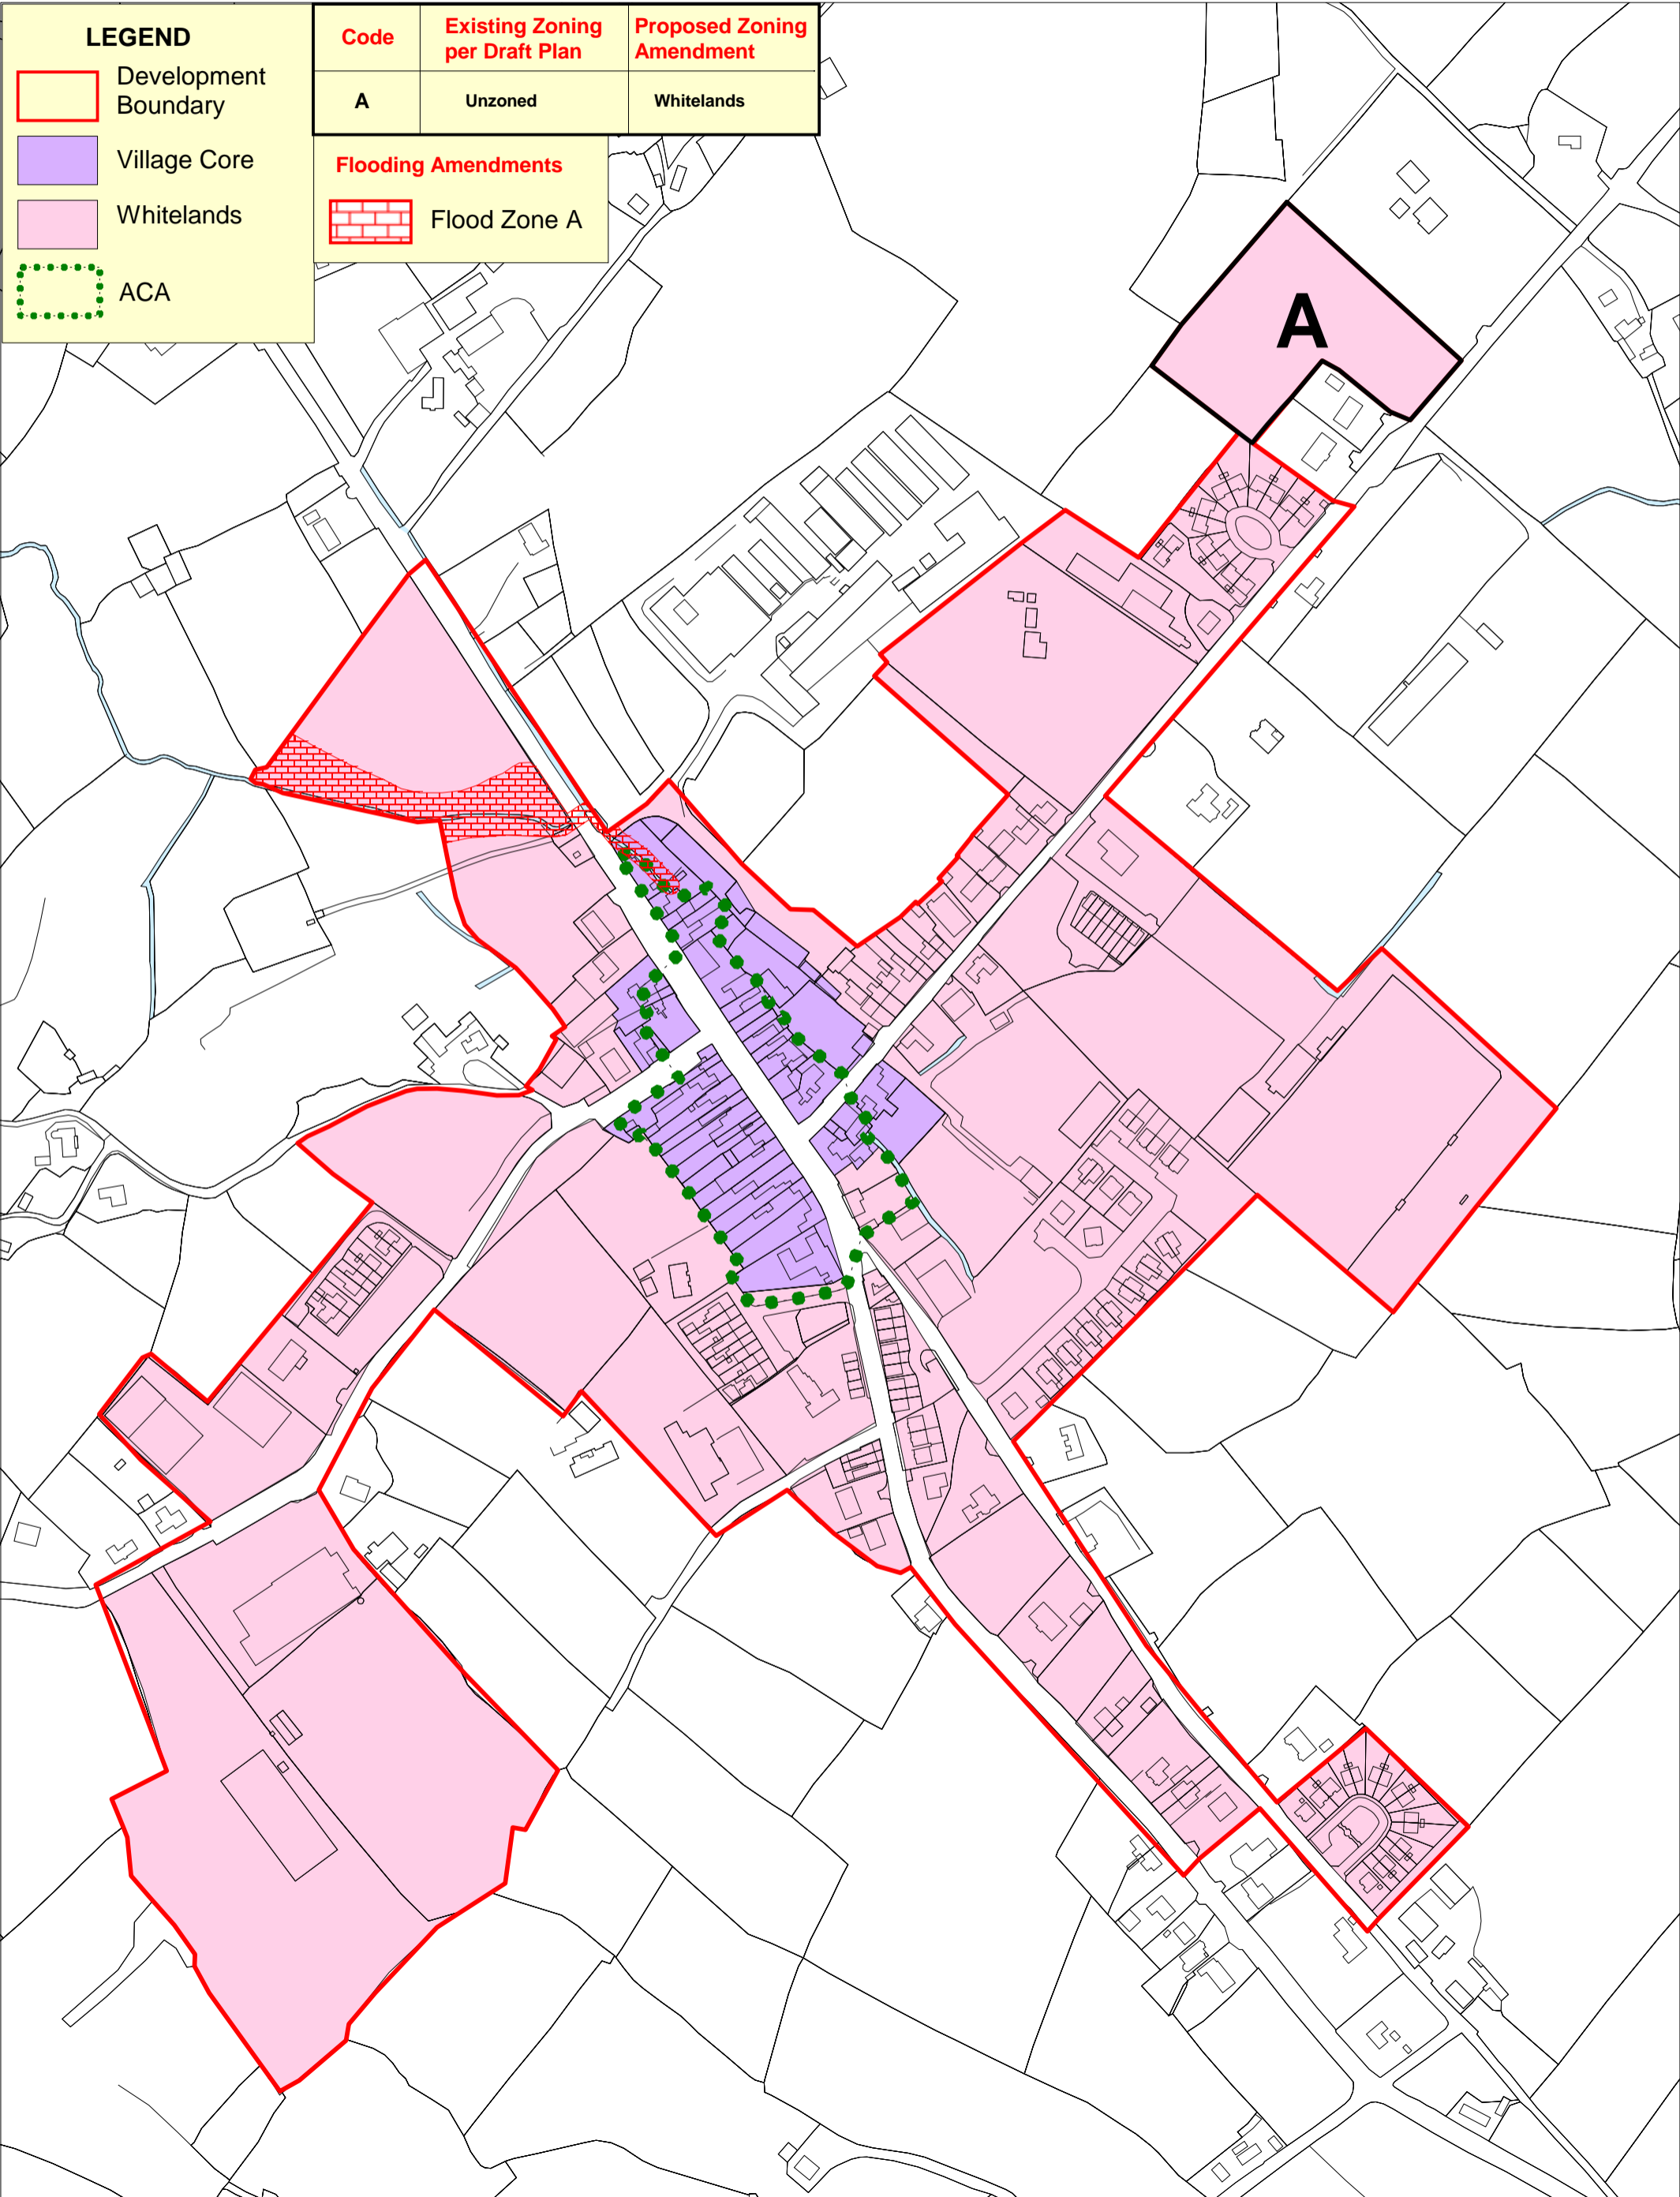 LEGEND
Development
Boundary
Village Core
Whitelands
ACA
Code
Existing Zoning
per Draft Plan
Proposed Zoning
Amendment
A
Unzoned
Whitelands
Flooding Amendments
Flood Zone A
A